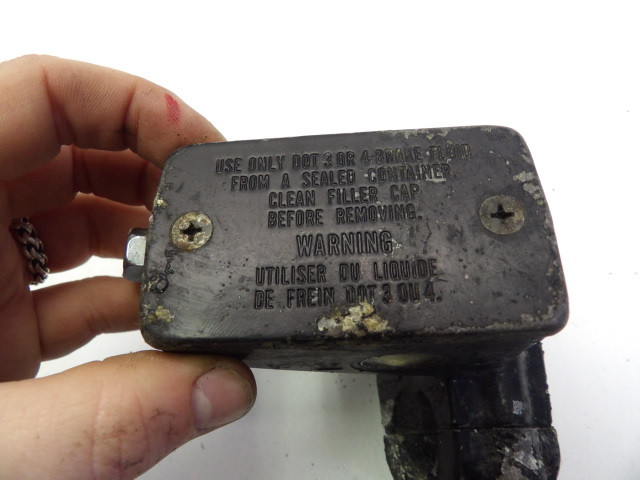 USE ONLY DOT 3 OR 4 BRAKE FLUID
FROM A SEALED CONTAINER.
CLEAN FILLER CAP
BEFORE REMOVING.
WARNING
UTILISER DU LIQUIDE
DE FREIN DOT 3 OU 4.